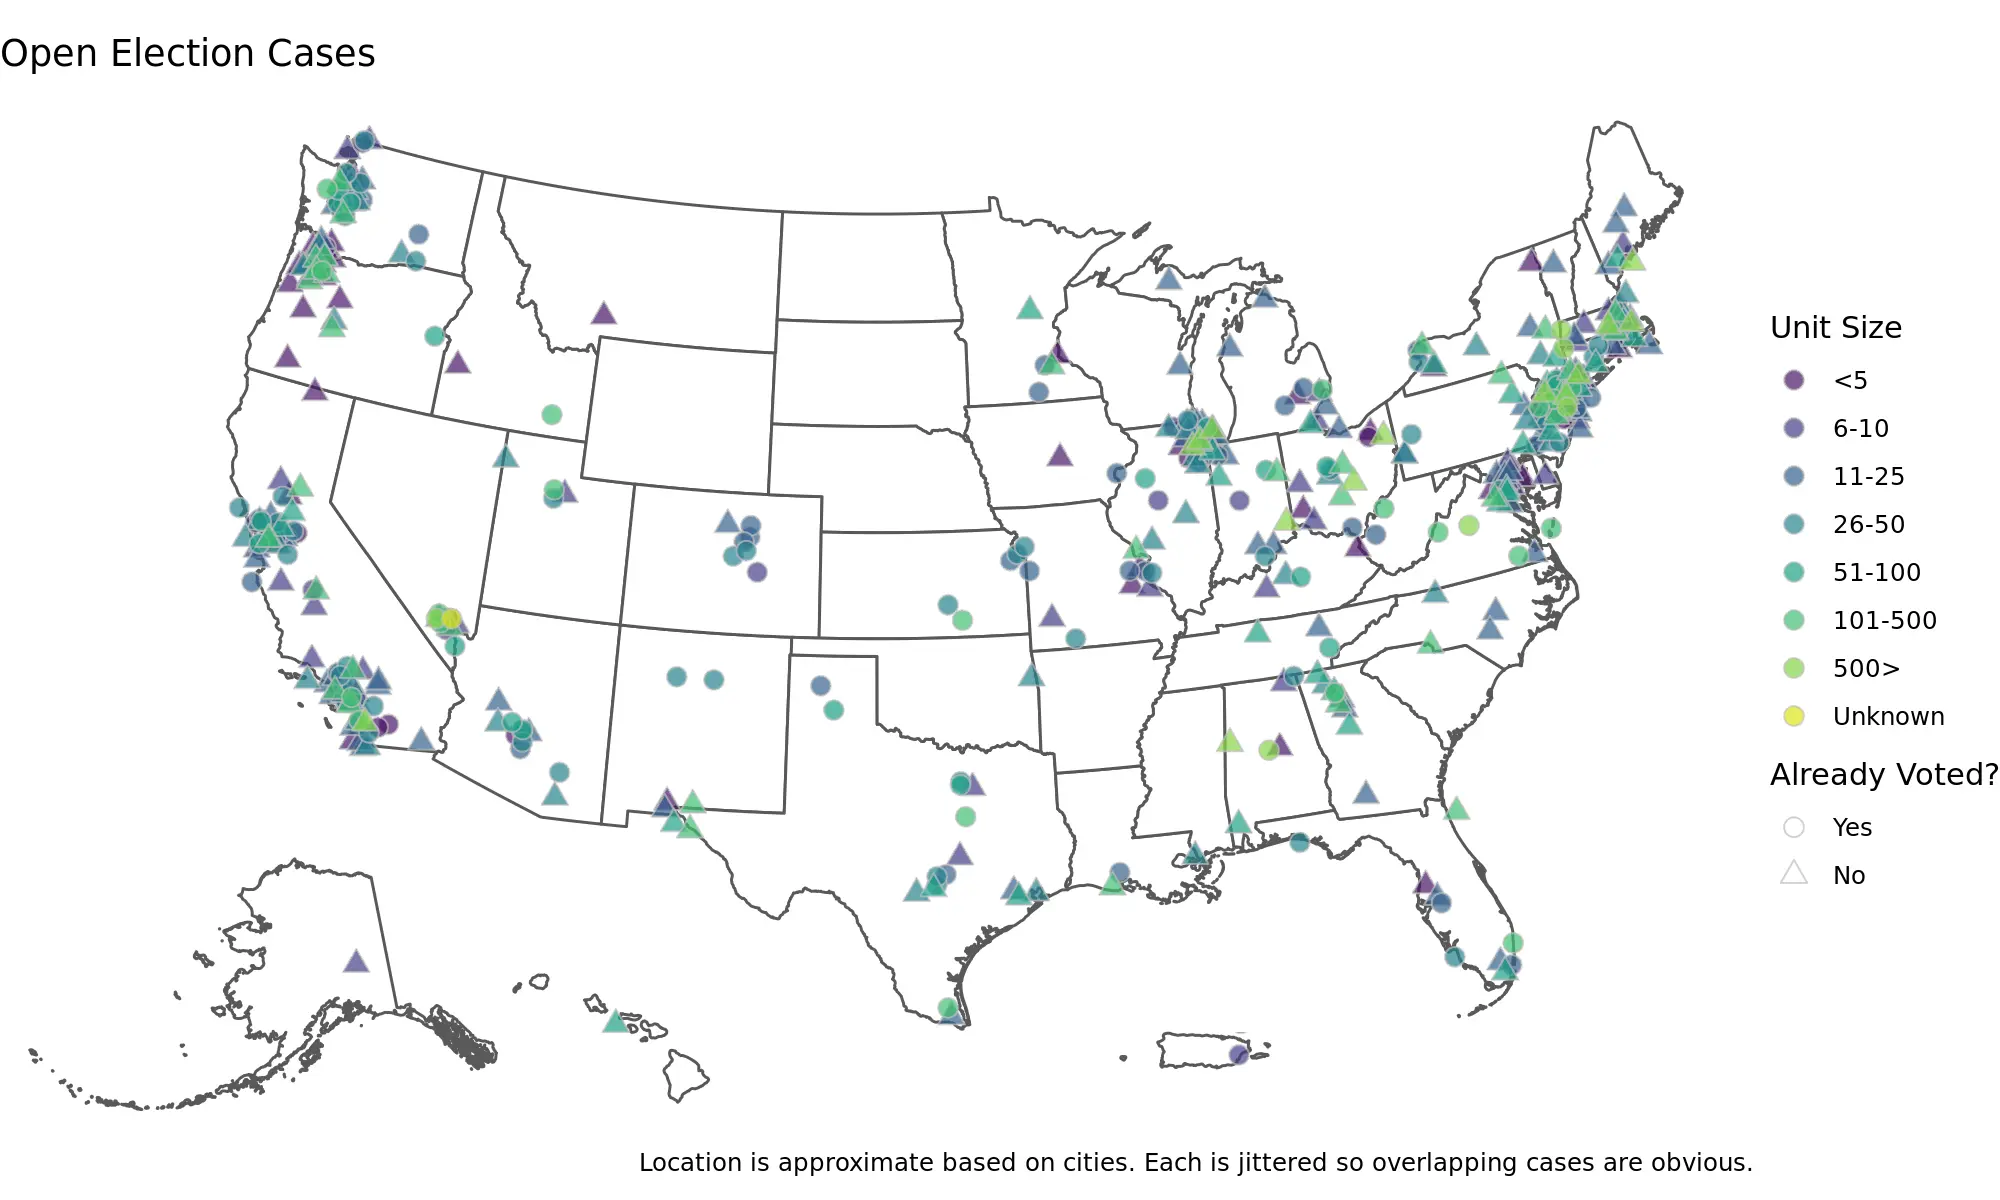 Open Election Cases
Unit Size
<5
6-10
11-25
26-50
51-100
101-500
500>
Unknown
Already Voted?
Yes
No
Location is approximate based on cities. Each is jittered so overlapping cases are obvious.